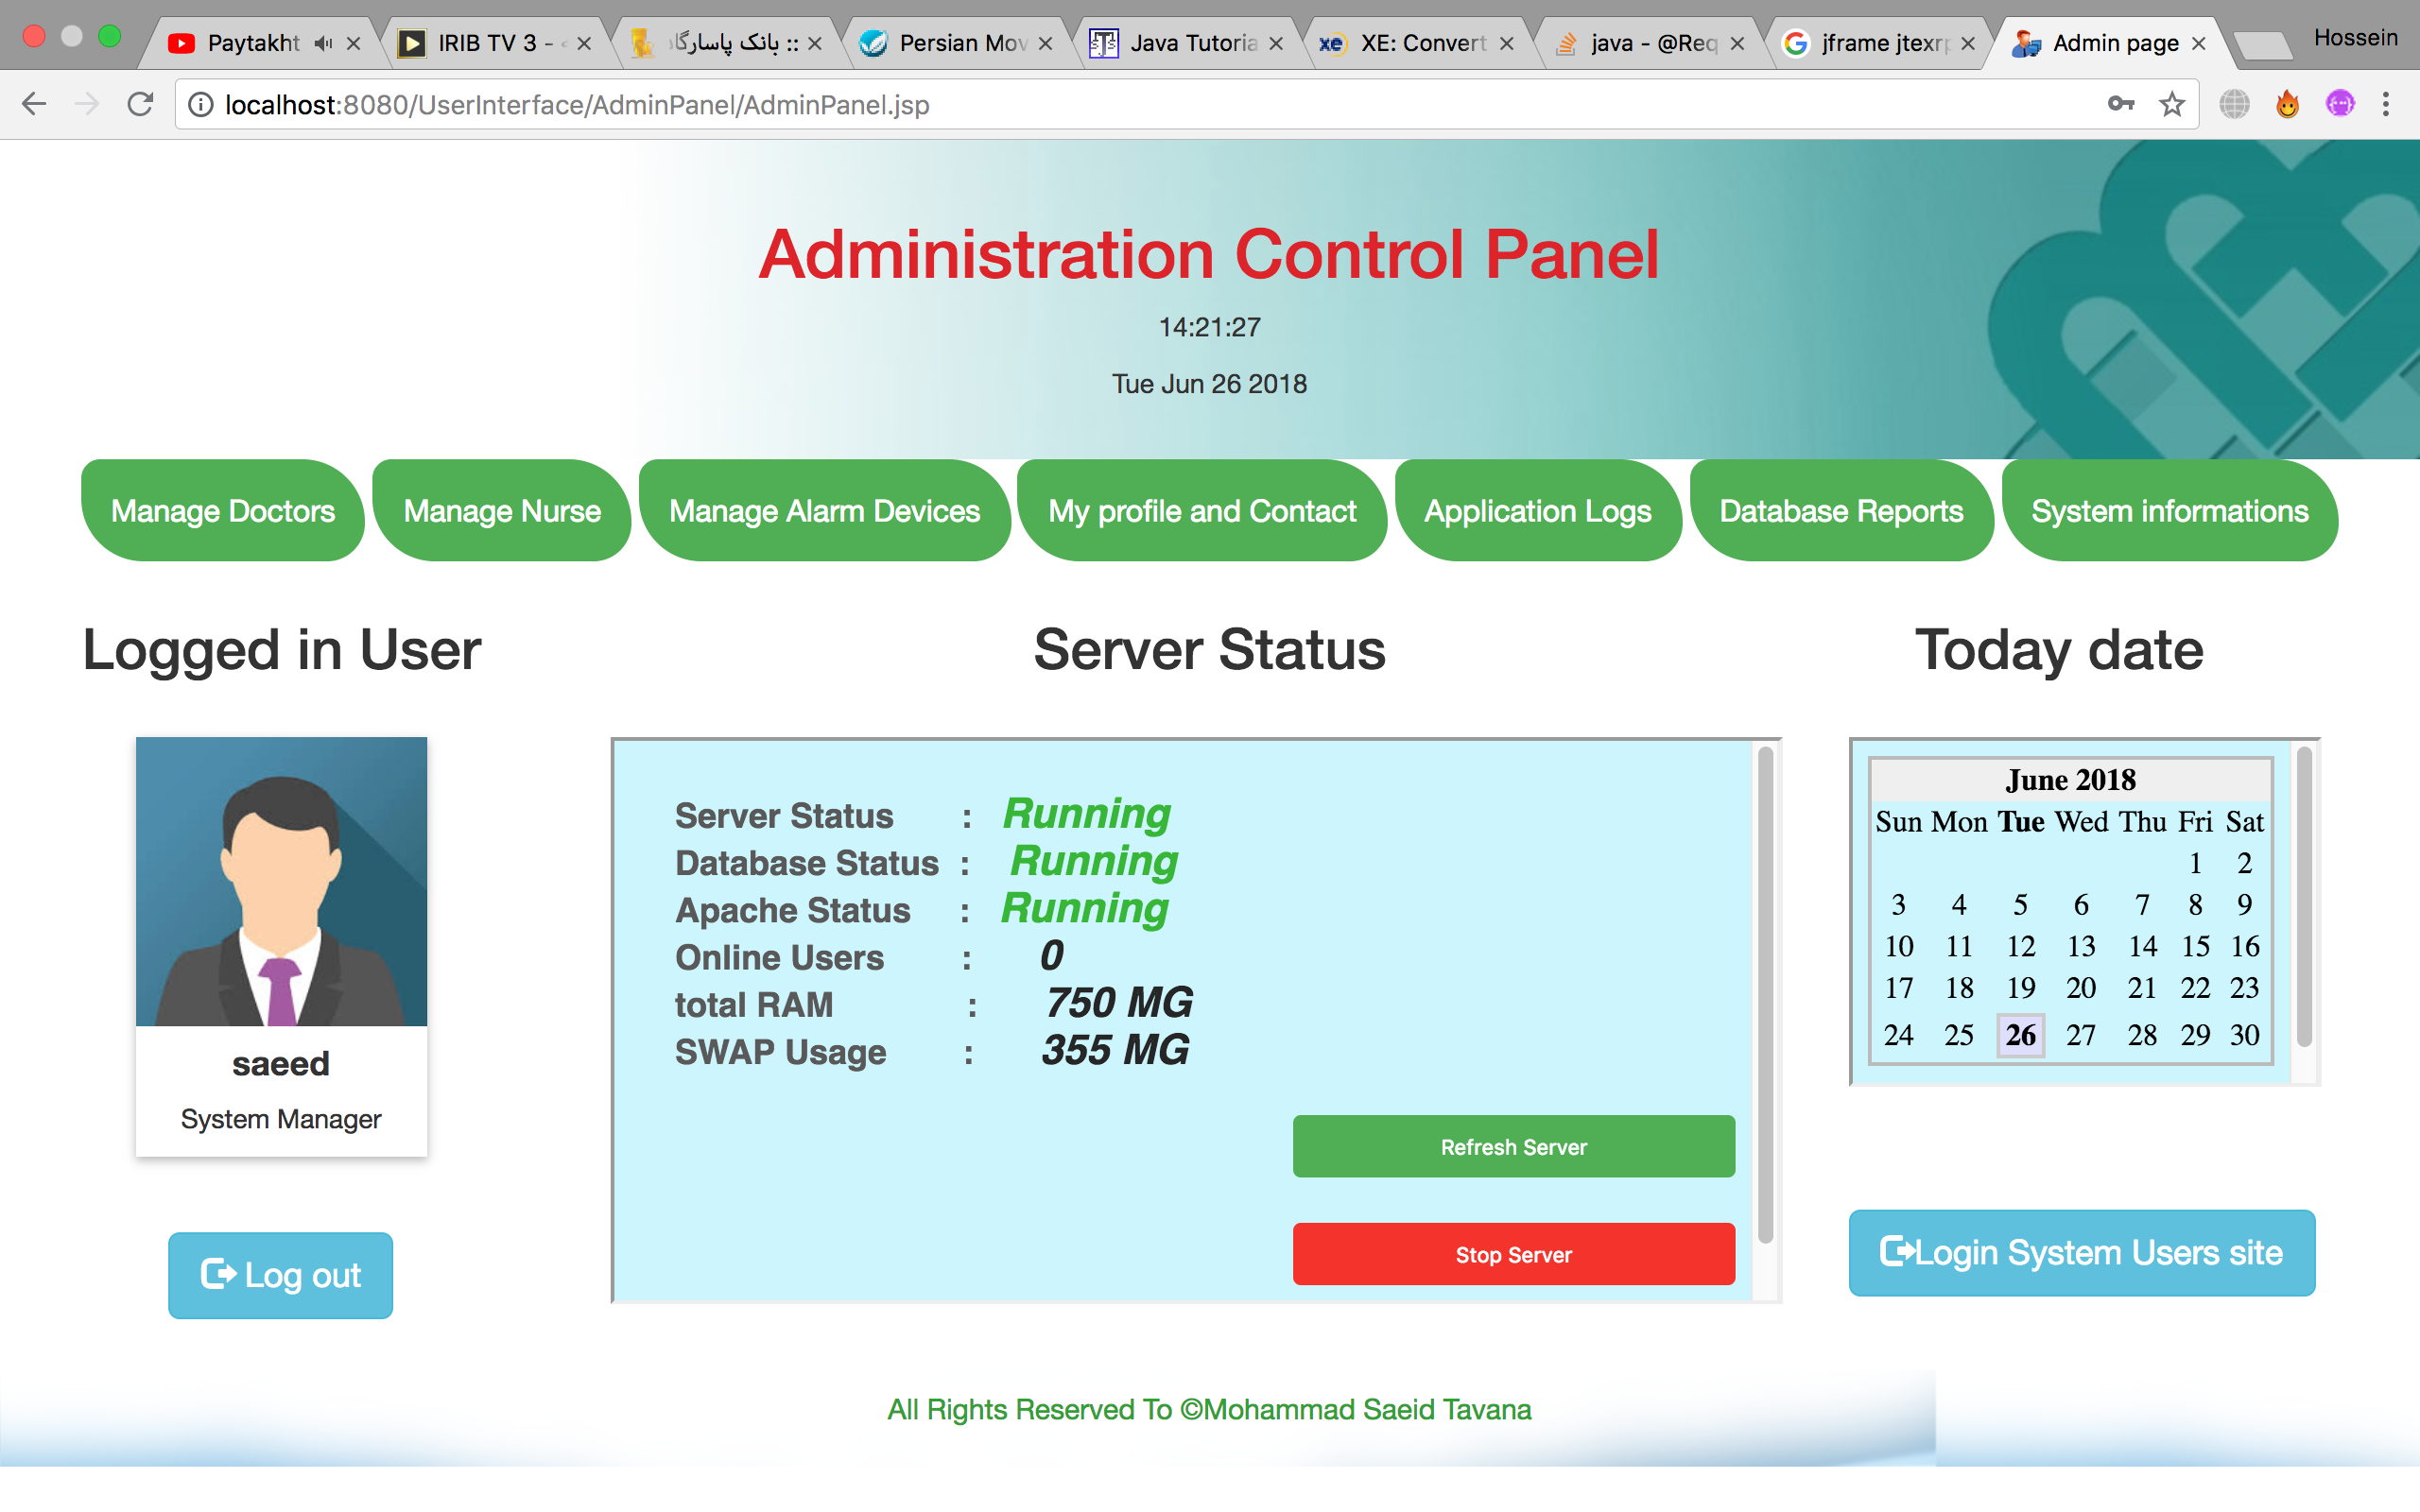 Paytakht
IRIB TV 3 -
بانک پاسارگاد ::
Persian Mov
Java Tutoria
XE: Convert
java - @Req
jframe jtexrp
Admin page
Hossein
localhost:8080/UserInterface/AdminPanel/AdminPanel.jsp
Administration Control Panel
14:21:27
Tue Jun 26 2018
Manage Doctors
Manage Nurse
Manage Alarm Devices
My profile and Contact
Application Logs
Database Reports
System informations
Logged in User
saeed
System Manager
Log out
Server Status
Server Status : Running
Database Status : Running
Apache Status : Running
Online Users : 0
total RAM : 750 MG
SWAP Usage : 355 MG
Refresh Server
Stop Server
Today date
June 2018
Sun Mon Tue Wed Thu Fri Sat
1 2
3 4 5 6 7 8 9
10 11 12 13 14 15 16
17 18 19 20 21 22 23
24 25 26 27 28 29 30
Login System Users site
All Rights Reserved To ©Mohammad Saeid Tavana